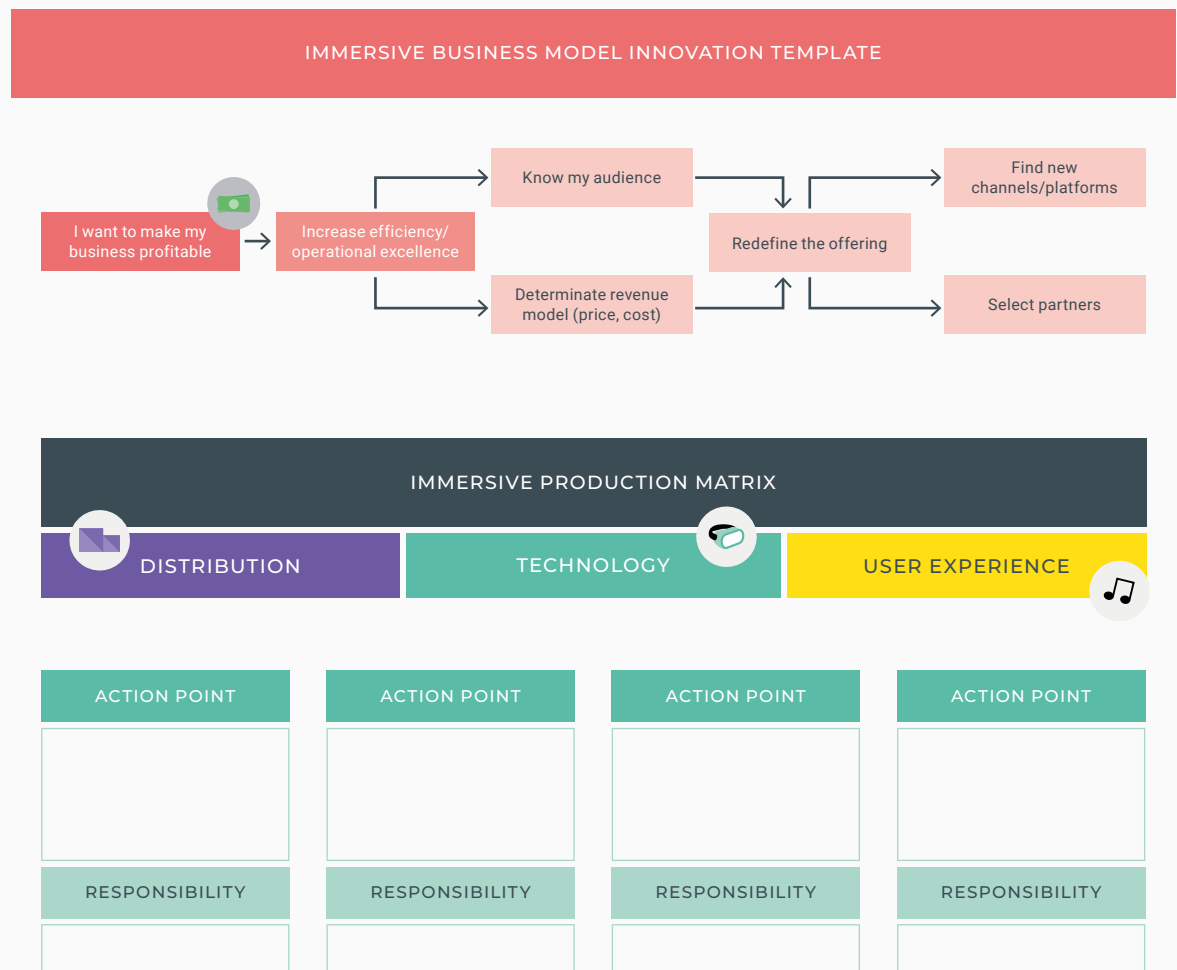 IMMERSIVE BUSINESS MODEL INNOVATION TEMPLATE
I want to make my
business profitable
Increase efficiency/
operational excellence
Know my audience
Determinate revenue
model (price, cost)
Redefine the offering
Find new
channels/platforms
Select partners
IMMERSIVE PRODUCTION MATRIX
DISTRIBUTION
TECHNOLOGY
USER EXPERIENCE
ACTION POINT
ACTION POINT
ACTION POINT
ACTION POINT
RESPONSIBILITY
RESPONSIBILITY
RESPONSIBILITY
RESPONSIBILITY